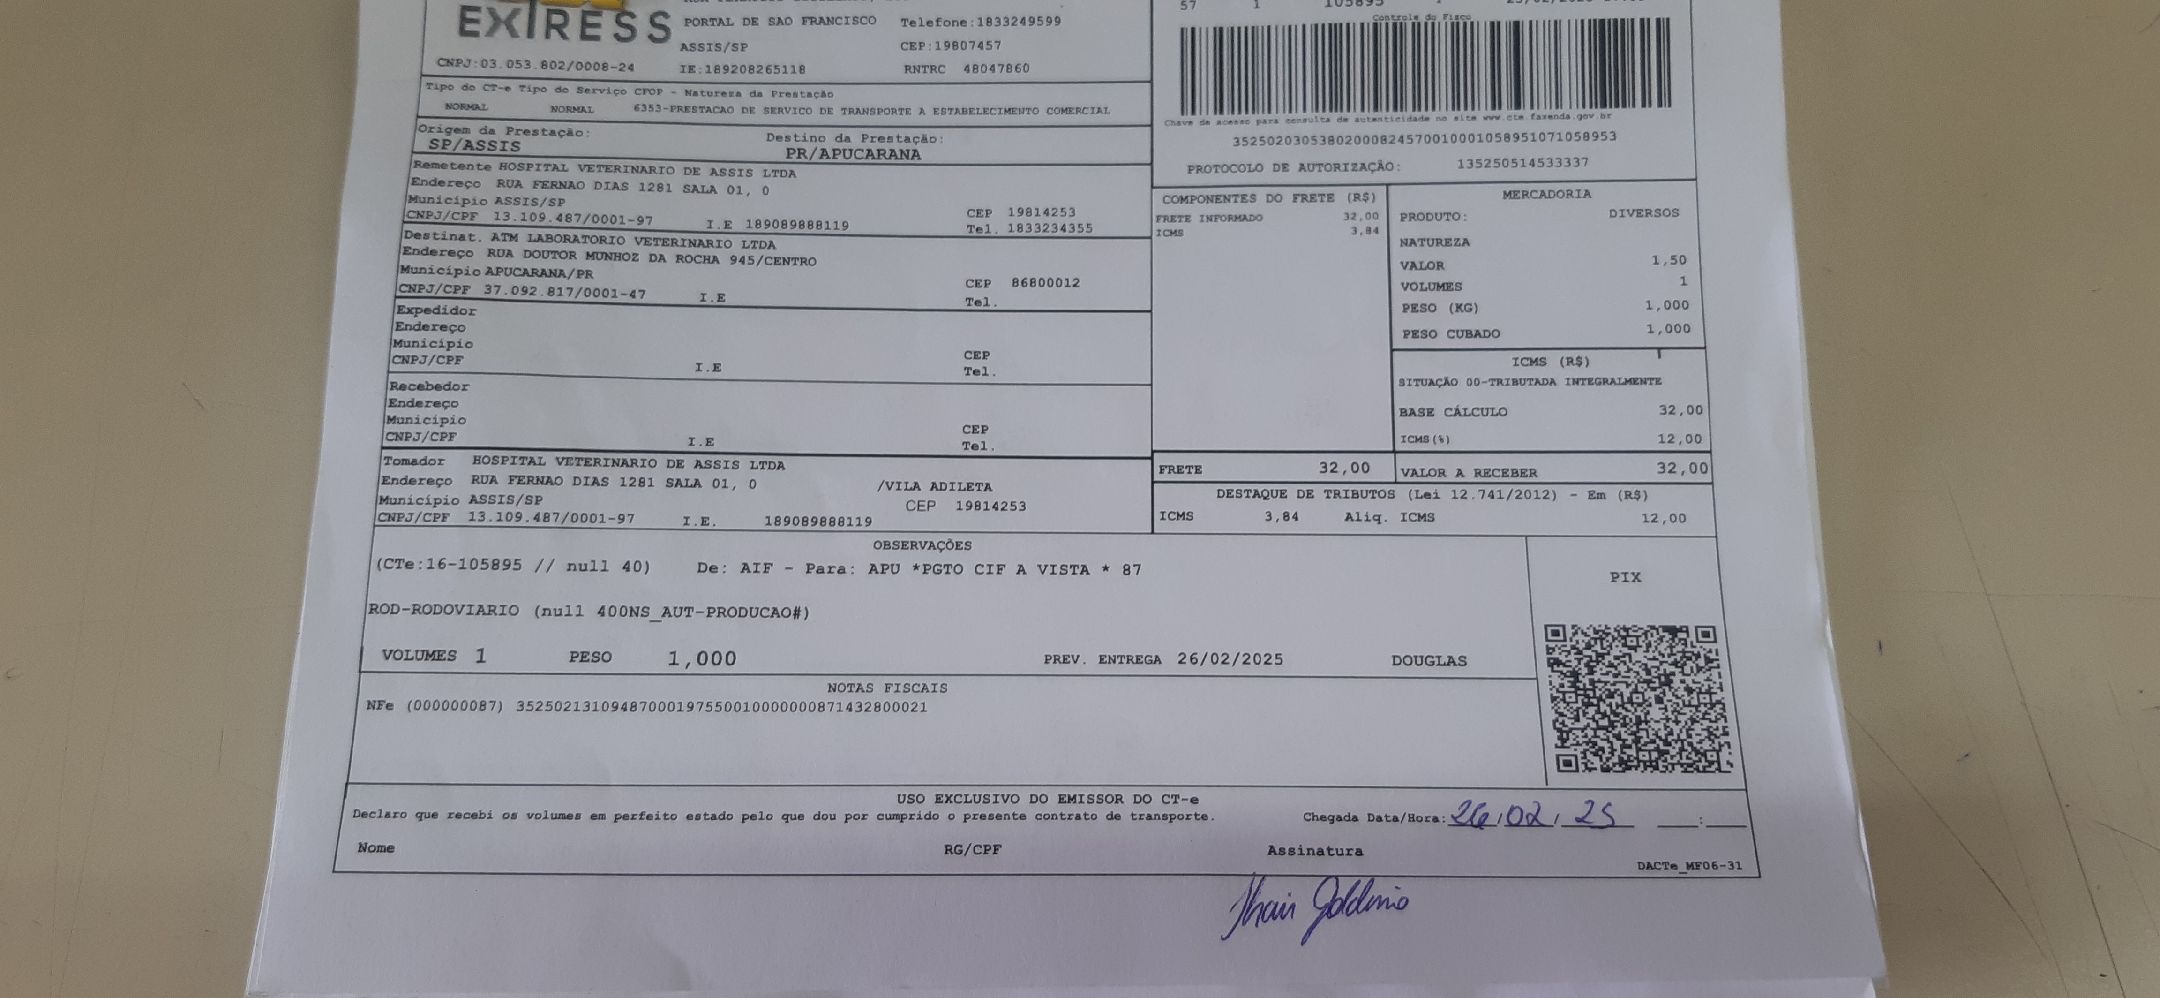 EXPRESS
PORTAL DE SAO FRANCISCO Telefone:1833249599
ASSIS/SP CEP:19807457
CNPJ:03.053.802/0008-24 IE:189208265118 RNTRC 48047860
57 1 105895
Controle do Fisco
Tipo do CT-e Tipo do Serviço CFOP - Natureza da Prestação
NORMAL NORMAL 6353-PRESTACAO DE SERVICO DE TRANSPORTE A ESTABELECIMENTO COMERCIAL
Chave de acesso para consulta de autenticidade no site www.cte.fazenda.gov.br
35250203053802000824570010001058951071058953
PROTOCOLO DE AUTORIZAÇÃO: 135250514533337
Origem da Prestação: Destino da Prestação:
SP/ASSIS PR/APUCARANA
Remetente HOSPITAL VETERINARIO DE ASSIS LTDA
Endereço RUA FERNAO DIAS 1281 SALA 01, 0
Município ASSIS/SP CEP 19814253
CNPJ/CPF 13.109.487/0001-97 I.E 189089888119 Tel. 1833234355
Destinat. ATM LABORATORIO VETERINARIO LTDA
Endereço RUA DOUTOR MUNHOZ DA ROCHA 945/CENTRO
Município APUCARANA/PR CEP 86800012
CNPJ/CPF 37.092.817/0001-47 I.E Tel.
Expedidor
Endereço
Município CEP
CNPJ/CPF I.E Tel.
Recebedor
Endereço
Município CEP
CNPJ/CPF I.E Tel.
Tomador HOSPITAL VETERINARIO DE ASSIS LTDA
Endereço RUA FERNAO DIAS 1281 SALA 01, 0 /VILA ADILETA
Município ASSIS/SP CEP 19814253
CNPJ/CPF 13.109.487/0001-97 I.E. 189089888119
COMPONENTES DO FRETE (R$)
FRETE INFORMADO 32,00
ICMS 3,84
MERCADORIA
PRODUTO: DIVERSOS
NATUREZA
VALOR 1,50
VOLUMES 1
PESO (KG) 1,000
PESO CUBADO 1,000
ICMS (R$)
SITUAÇÃO 00-TRIBUTADA INTEGRALMENTE
BASE CÁLCULO 32,00
ICMS(%) 12,00
FRETE 32,00 VALOR A RECEBER 32,00
DESTAQUE DE TRIBUTOS (Lei 12.741/2012) - Em (R$)
ICMS 3,84 Aliq. ICMS 12,00
OBSERVAÇÕES
(CTe:16-105895 // null 40) De: AIF - Para: APU *PGTO CIF A VISTA * 87
ROD-RODOVIARIO (null 400NS_AUT-PRODUCAO#)
VOLUMES 1 PESO 1,000 PREV. ENTREGA 26/02/2025 DOUGLAS
PIX
NOTAS FISCAIS
NFe (000000087) 35250213109487000197550010000000871432800021
USO EXCLUSIVO DO EMISSOR DO CT-e
Declaro que recebi os volumes em perfeito estado pelo que dou por cumprido o presente contrato de transporte. Chegada Data/Hora: 26/02/25 __:__
Nome RG/CPF Assinatura
DACTe_MF06-31